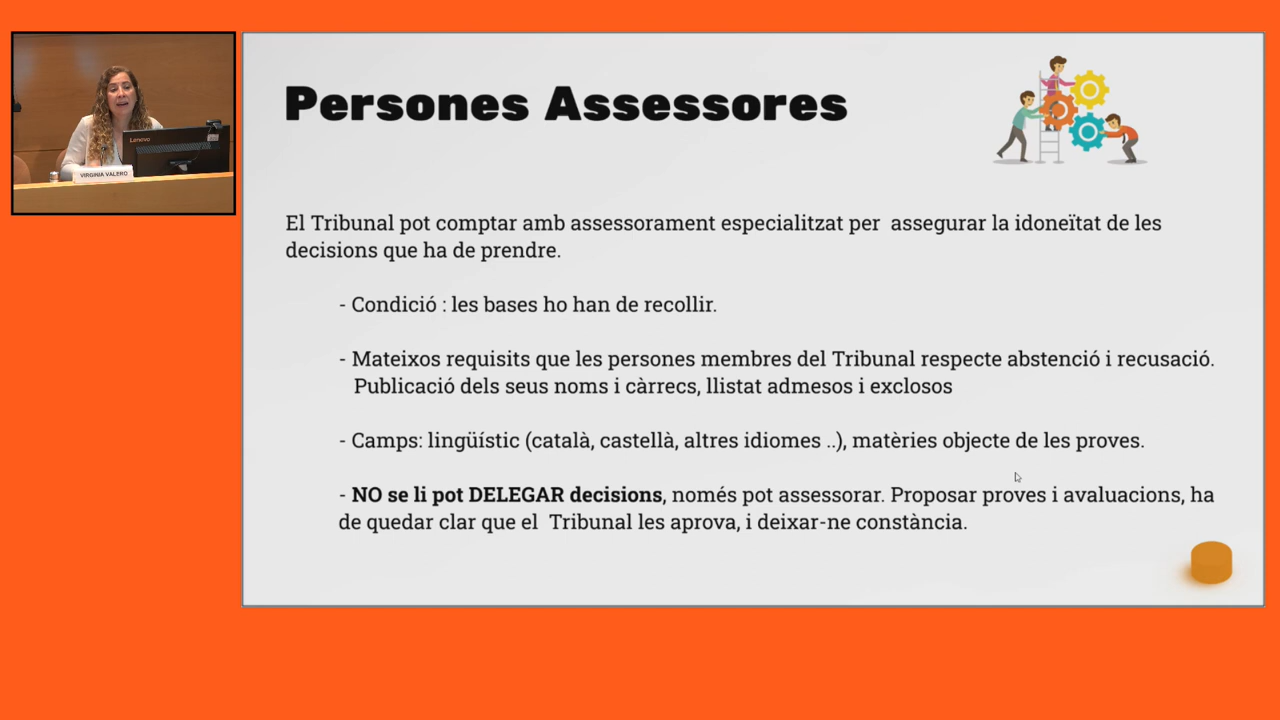 Lenovo
VIRGINIA VALERO
Persones Assessores
El Tribunal pot comptar amb assessorament especialitzat per assegurar la idoneïtat de les
decisions que ha de prendre.
- Condició : les bases ho han de recollir.
- Mateixos requisits que les persones membres del Tribunal respecte abstenció i recusació.
Publicació dels seus noms i càrrecs, llistat admesos i exclosos
- Camps: lingüístic (català, castellà, altres idiomes ..), matèries objecte de les proves.
- NO se li pot DELEGAR decisions, només pot assessorar. Proposar proves i avaluacions, ha
de quedar clar que el Tribunal les aprova, i deixar-ne constància.